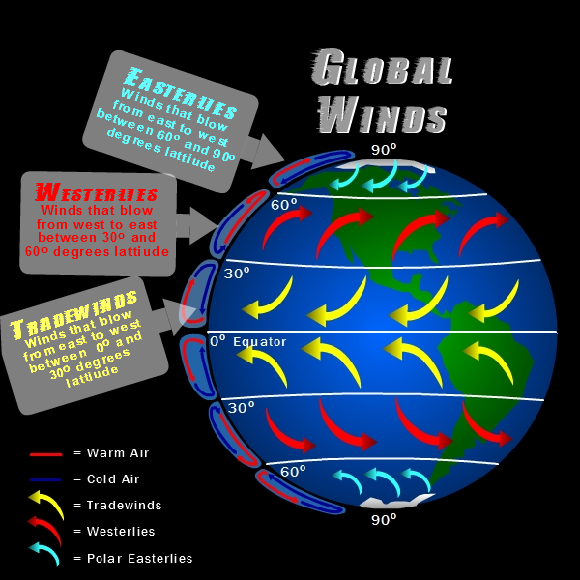 GLOBAL
WINDS
EASTERLIES
Winds that blow
from east to west
between 60º and 90º
degrees lattiude
WESTERLIES
Winds that blow
from west to east
between 30º and
60º degrees lattiude
TRADEWINDS
Winds that blow
from east to west
between 0º and
30º degrees
lattiude
90º
60º
30º
0º Equator
30º
60º
90º
= Warm Air
= Cold Air
= Tradewinds
= Westerlies
= Polar Easterlies